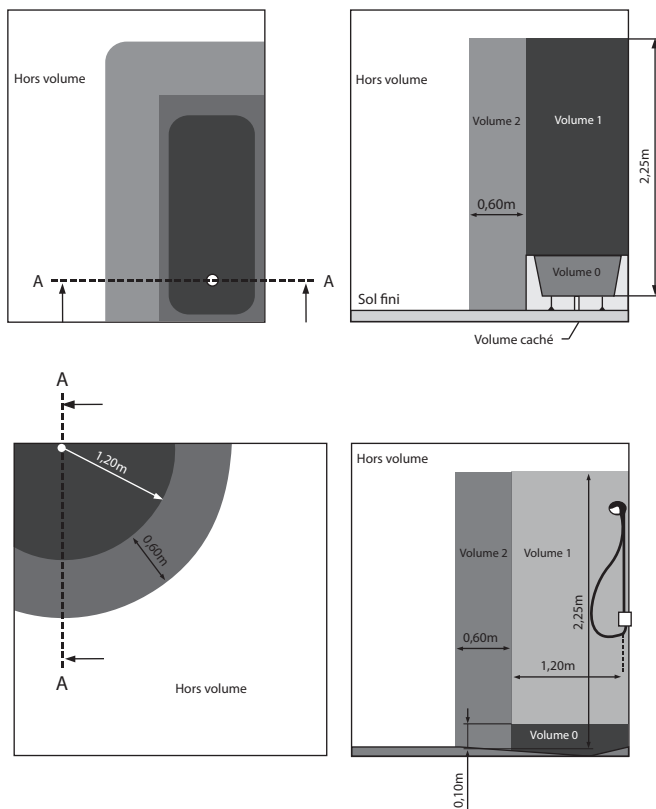 Hors volume
A
A
Hors volume
Volume 2
Volume 1
2,25m
0,60m
Volume 0
Sol fini
Volume caché
A
1,20m
0,60m
A
Hors volume
Hors volume
Volume 2
Volume 1
2,25m
0,60m
1,20m
Volume 0
0,10m